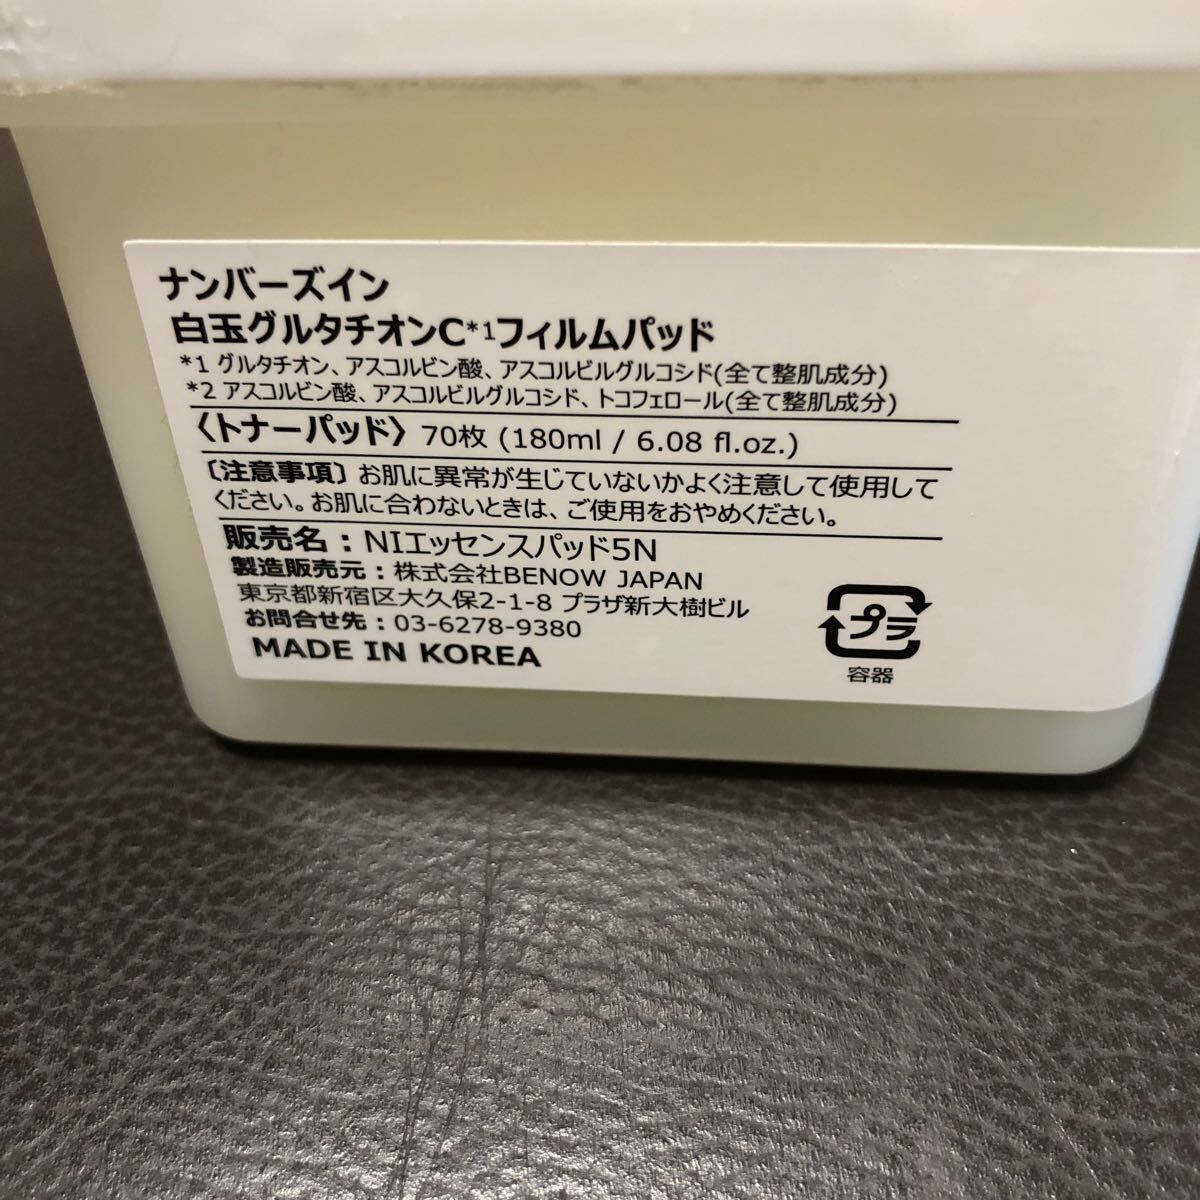 ナンバーズイン
白玉グルタチオンC*1フィルムパッド
*1 グルタチオン、アスコルビン酸、アスコルビルグルコシド(全て整肌成分)
*2 アスコルビン酸、アスコルビルグルコシド、トコフェロール(全て整肌成分)
〈トナーパッド〉 70枚 (180ml / 6.08 fl.oz.)
〔注意事項〕お肌に異常が生じていないかよく注意して使用して
ください。お肌に合わないときは、ご使用をおやめください。
販売名：NIエッセンスパッド5N
製造販売元：株式会社BENOW JAPAN
東京都新宿区大久保2-1-8 プラザ新大樹ビル
お問合せ先：03-6278-9380
MADE IN KOREA
プラ
容器